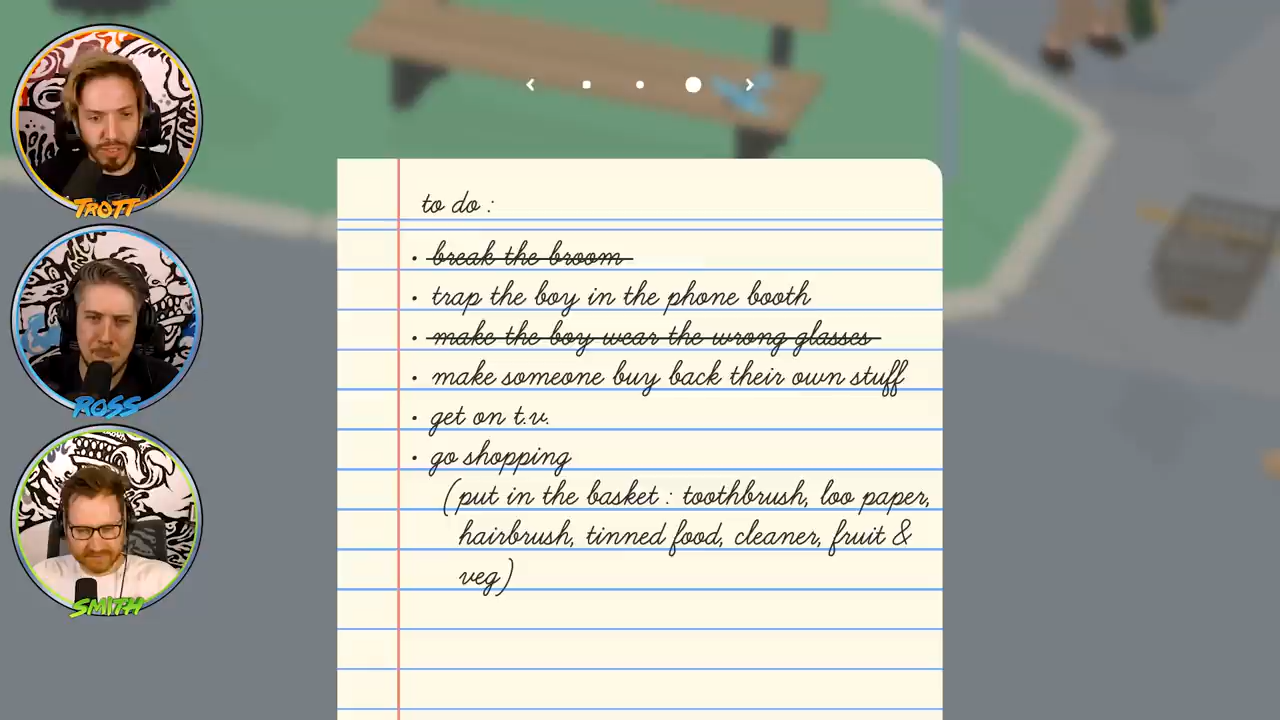 TROTT
ROSS
SMITH
to do :
• break the broom
• trap the boy in the phone booth
• make the boy wear the wrong glasses
• make someone buy back their own stuff
• get on t.v.
• go shopping
(put in the basket : toothbrush, loo paper,
hairbrush, tinned food, cleaner, fruit &
veg)